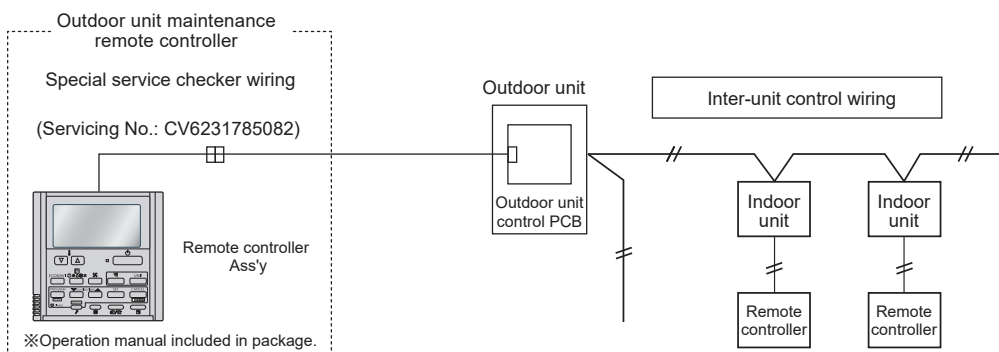 Outdoor unit maintenance
remote controller
Special service checker wiring
(Servicing No.: CV6231785082)
Remote controller
Ass'y
※Operation manual included in package.
Outdoor unit
Outdoor unit
control PCB
Inter-unit control wiring
Indoor
unit
Indoor
unit
Remote
controller
Remote
controller